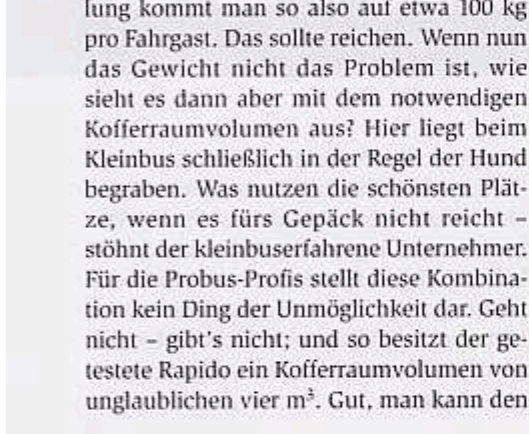 lung kommt man so also auf etwa 100 kg
pro Fahrgast. Das sollte reichen. Wenn nun
das Gewicht nicht das Problem ist, wie
sieht es dann aber mit dem notwendigen
Kofferraumvolumen aus? Hier liegt beim
Kleinbus schließlich in der Regel der Hund
begraben. Was nutzen die schönsten Plät-
ze, wenn es fürs Gepäck nicht reicht –
stöhnt der kleinbuserfahrene Unternehmer.
Für die Probus-Profis stellt diese Kombina-
tion kein Ding der Unmöglichkeit dar. Geht
nicht – gibt's nicht; und so besitzt der ge-
testete Rapido ein Kofferraumvolumen von
unglaublichen vier m³. Gut, man kann den